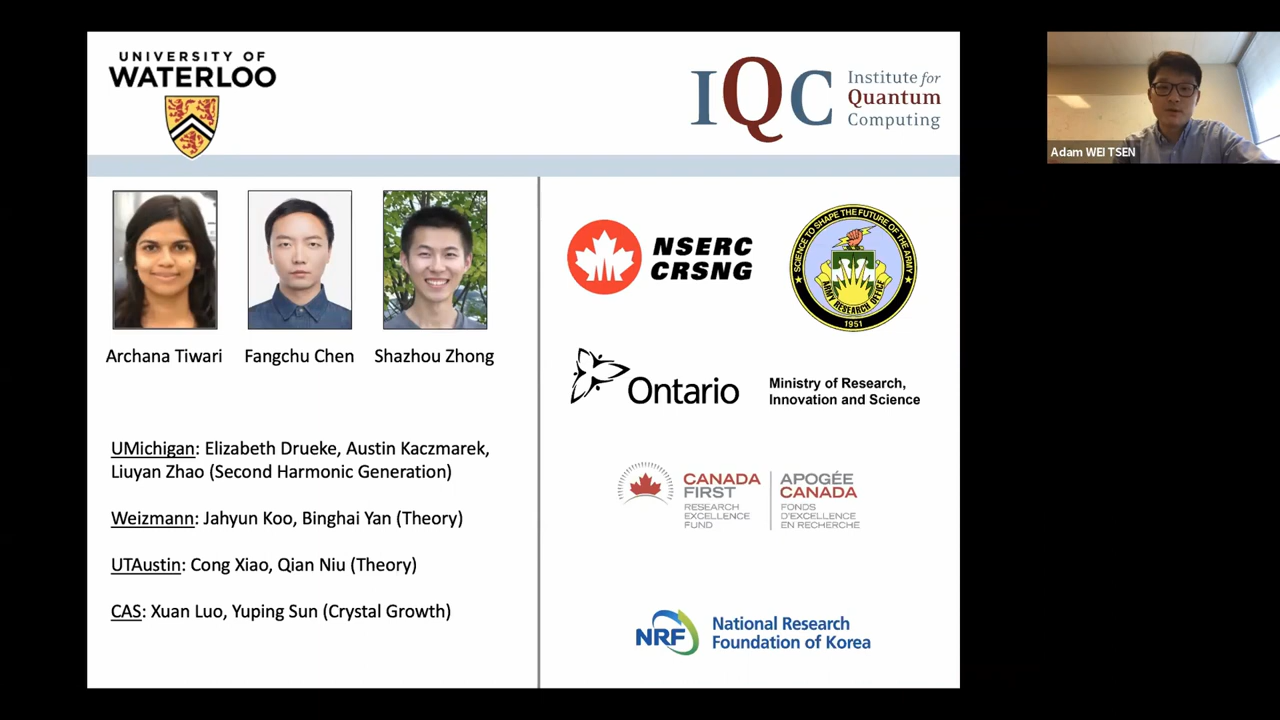 UNIVERSITY OF
WATERLOO
IQC
Institute for
Quantum
Computing
Adam WEI TSEN
Archana Tiwari
Fangchu Chen
Shazhou Zhong
UMichigan: Elizabeth Drueke, Austin Kaczmarek,
Liuyan Zhao (Second Harmonic Generation)
Weizmann: Jahyun Koo, Binghai Yan (Theory)
UTAustin: Cong Xiao, Qian Niu (Theory)
CAS: Xuan Luo, Yuping Sun (Crystal Growth)
NSERC
CRSNG
SCIENCE TO SHAPE THE FUTURE OF THE ARMY
ARMY RESEARCH OFFICE
1951
Ontario
Ministry of Research,
Innovation and Science
CANADA
FIRST
RESEARCH
EXCELLENCE
FUND
APOGÉE
CANADA
FONDS
D'EXCELLENCE
EN RECHERCHE
NRF
National Research
Foundation of Korea